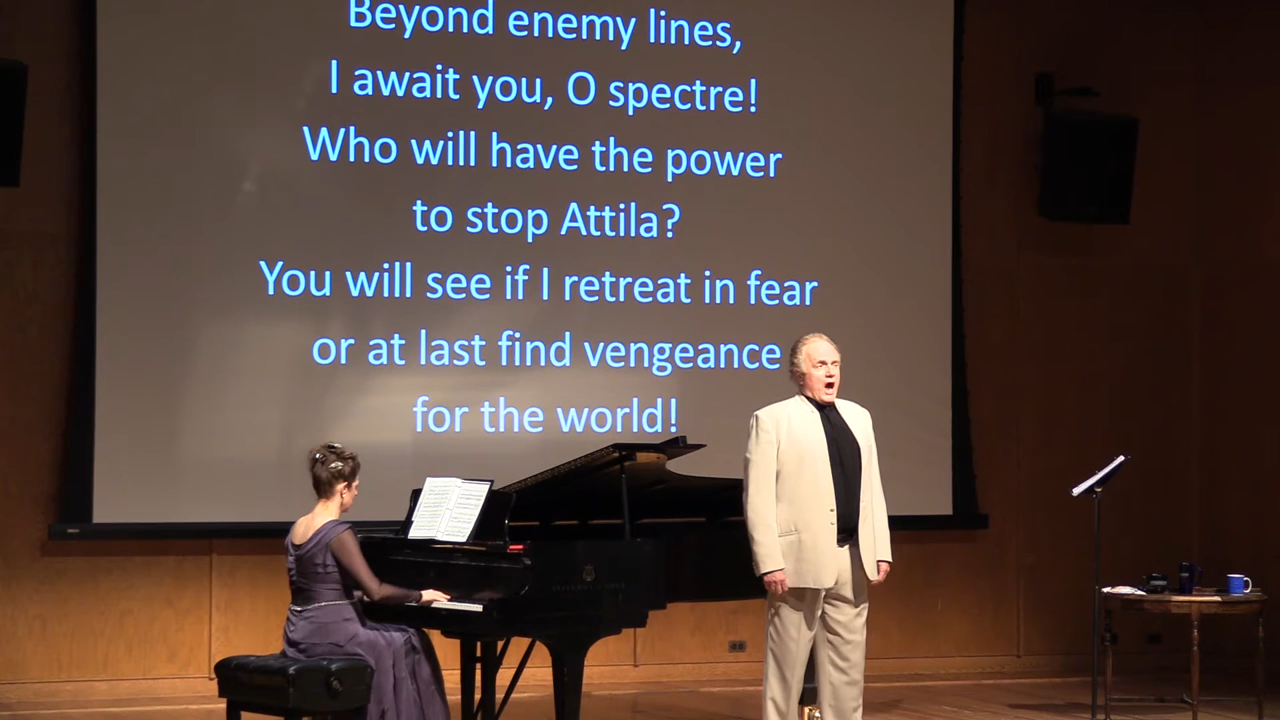 Beyond enemy lines,
I await you, O spectre!
Who will have the power
to stop Attila?
You will see if I retreat in fear
or at last find vengeance
for the world!